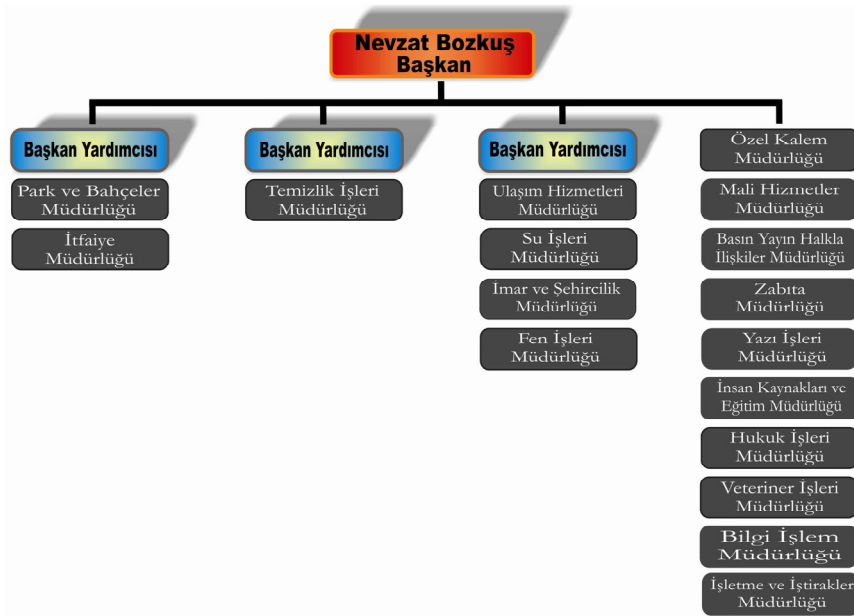 Nevzat Bozkuş
Başkan
Başkan Yardımcısı
Park ve Bahçeler
Müdürlüğü
İtfaiye
Müdürlüğü
Başkan Yardımcısı
Temizlik İşleri
Müdürlüğü
Başkan Yardımcısı
Ulaşım Hizmetleri
Müdürlüğü
Su İşleri
Müdürlüğü
İmar ve Şehircilik
Müdürlüğü
Fen İşleri
Müdürlüğü
Özel Kalem
Müdürlüğü
Mali Hizmetler
Müdürlüğü
Basın Yayın Halkla
İlişkiler Müdürlüğü
Zabıta
Müdürlüğü
Yazı İşleri
Müdürlüğü
İnsan Kaynakları ve
Eğitim Müdürlüğü
Hukuk İşleri
Müdürlüğü
Veteriner İşleri
Müdürlüğü
Bilgi İşlem
Müdürlüğü
İşletme ve İştirakler
Müdürlüğü